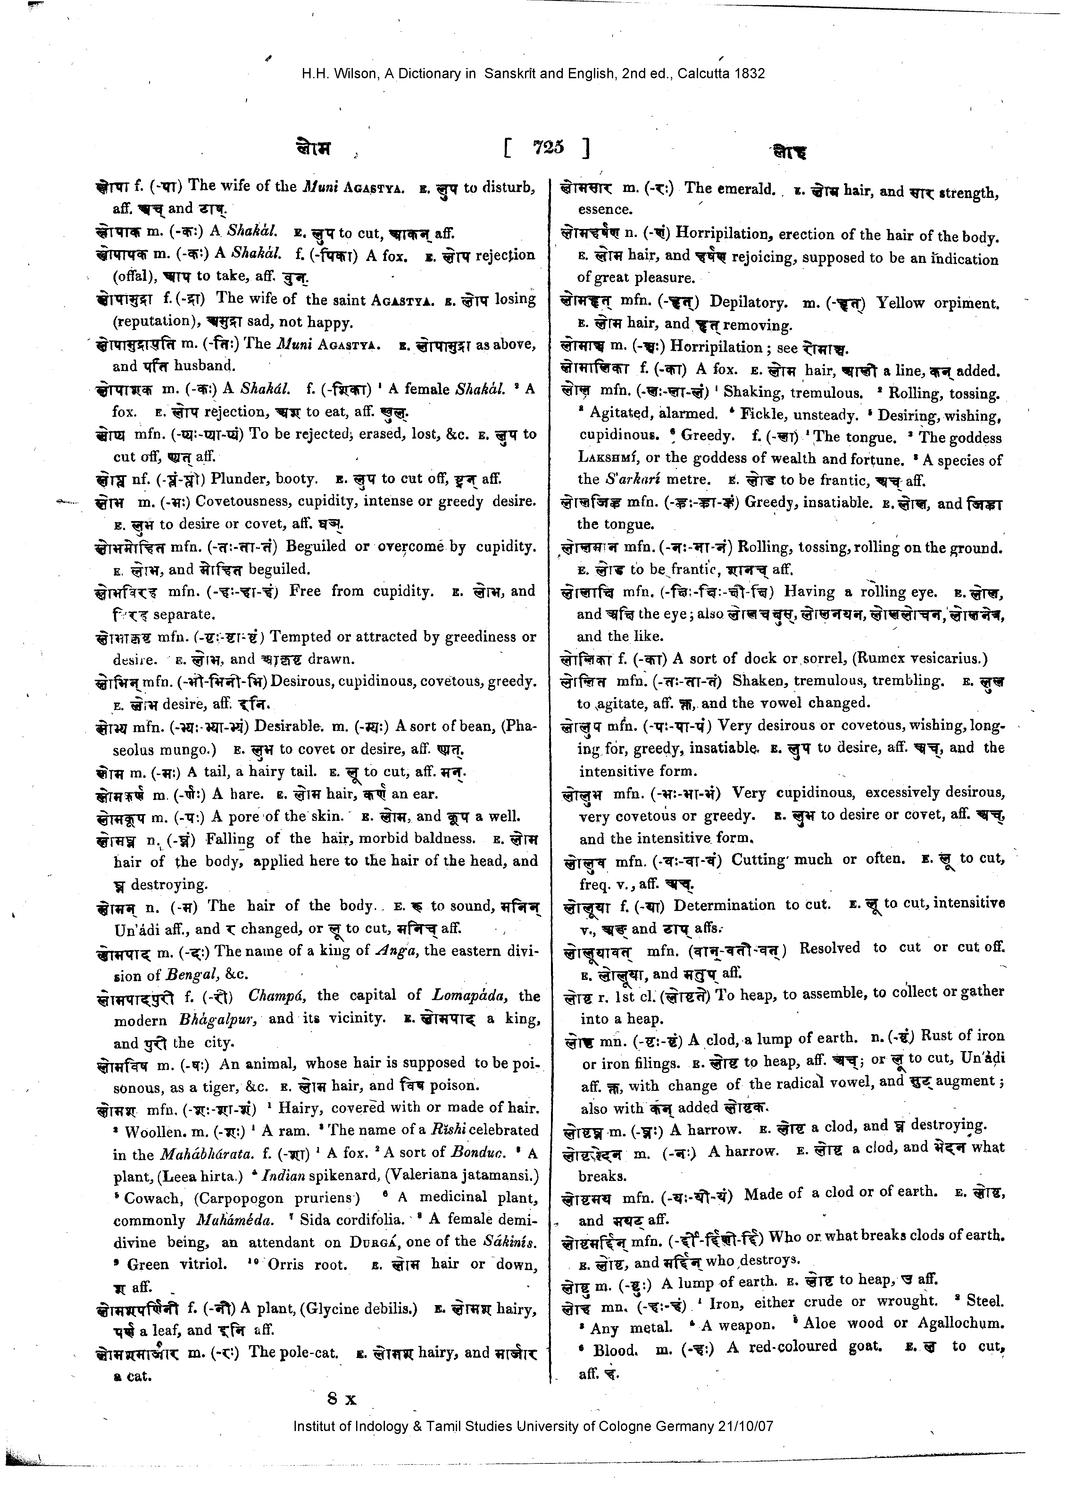 H.H. Wilson, A Dictionary in Sanskrit and English, 2nd ed., Calcutta 1832
लोम
[ 725 ]
लोह
लोपा f. (-पा) The wife of the Muni AGASTYA. E. लुप to disturb,
aff. अच् and टाप्.
लोपाक m. (-कः) A Shakál. E. लुप to cut, आकन् aff.
लोपापक m. (-कः) A Shakál. f. (-पिका) A fox. E. लोप rejection
(offal), आप to take, aff. वुन्.
लोपामुद्रा f. (-द्रा) The wife of the saint AGASTYA. E. लोप losing
(reputation), अमुद्रा sad, not happy.
लोपामुद्रापति m. (-तिः) The Muni AGASTYA. E. लोपामुद्रा as above,
and पति husband.
लोपाशक m. (-कः) A Shakál. f. (-शिका) ¹ A female Shakál. ² A
fox. E. लोप rejection, अश to eat, aff. ण्वुल्.
लोप्य mfn. (-प्यः-प्या-प्यं) To be rejected, erased, lost, &c. E. लुप to
cut off, ण्यत् aff.
लोप्त्र nf. (-प्त्रं-प्त्री) Plunder, booty. E. लुप to cut off, ष्ट्रन् aff.
लोभ m. (-भः) Covetousness, cupidity, intense or greedy desire.
E. लुभ to desire or covet, aff. घञ्.
लोभमोहित mfn. (-तः-ता-तं) Beguiled or overcome by cupidity.
E. लोभ, and मोहित beguiled.
लोभविरह mfn. (-हः-हा-हं) Free from cupidity. E. लोभ, and
विरह separate.
लोभाकृष्ट mfn. (-ष्टः-ष्टा-ष्टं) Tempted or attracted by greediness or
desire. E. लोभ, and आकृष्ट drawn.
लोभिन् mfn. (-भी-भिनी-भि) Desirous, cupidinous, covetous, greedy.
E. लोभ desire, aff. इनि.
लोभ्य mfn. (-भ्यः-भ्या-भ्यं) Desirable. m. (-भ्यः) A sort of bean, (Pha-
seolus mungo.) E. लुभ to covet or desire, aff. ण्यत्.
लोम m. (-मः) A tail, a hairy tail. E. लू to cut, aff. मन्.
लोमकर्ण m. (-र्णः) A hare. E. लोम hair, कर्ण an ear.
लोमकूप m. (-पः) A pore of the skin. E. लोम, and कूप a well.
लोमघ्न n. (-घ्नं) Falling of the hair, morbid baldness. E. लोम
hair of the body, applied here to the hair of the head, and
घ्न destroying.
लोमन् n. (-म) The hair of the body. E. रु to sound, मनिन्
Un'ádi aff., and र changed, or लू to cut, मनिच् aff.
लोमपाद m. (-दः) The name of a king of Anga, the eastern divi-
sion of Bengal, &c.
लोमपादपुरी f. (-री) Champá, the capital of Lomapáda, the
modern Bhágalpur, and its vicinity. E. लोमपाद a king,
and पुरी the city.
लोमविष m. (-षः) An animal, whose hair is supposed to be poi-
sonous, as a tiger, &c. E. लोम hair, and विष poison.
लोमश mfn. (-शः-शा-शं) ¹ Hairy, covered with or made of hair.
² Woollen. m. (-शः) ¹ A ram. ² The name of a Rishi celebrated
in the Mahábhárata. f. (-शा) ¹ A fox. ² A sort of Bonduc. ³ A
plant, (Leea hirta.) ⁴ Indian spikenard, (Valeriana jatamansi.)
⁵ Cowach, (Carpopogon pruriens) ⁶ A medicinal plant,
commonly Mahámeda. ⁷ Sida cordifolia. ⁸ A female demi-
divine being, an attendant on DURGÁ, one of the Sákinís.
⁹ Green vitriol. ¹⁰ Orris root. E. लोम hair or down,
श aff.
लोमशपर्णिनी f. (-नी) A plant, (Glycine debilis.) E. लोमश hairy,
पर्ण a leaf, and इनि aff.
लोमशमार्जार m. (-रः) The pole-cat. E. लोमश hairy, and मार्जार
a cat.
8 X
लोमसार m. (-रः) The emerald. E. लोम hair, and सार strength,
essence.
लोमहर्षण n. (-णं) Horripilation, erection of the hair of the body.
E. लोम hair, and हर्षण rejoicing, supposed to be an indication
of great pleasure.
लोमहृत् mfn. (-हृत्) Depilatory. m. (-हृत्) Yellow orpiment.
E. लोम hair, and हृत् removing.
लोमाञ्च m. (-ञ्चः) Horripilation; see रोमाञ्च.
लोमालिका f. (-का) A fox. E. लोम hair, आली a line, कन् added.
लोल mfn. (-लः-ला-लं) ¹ Shaking, tremulous. ² Rolling, tossing.
³ Agitated, alarmed. ⁴ Fickle, unsteady. ⁵ Desiring, wishing,
cupidinous. ⁶ Greedy. f. (-ला) ¹ The tongue. ² The goddess
LAKSHMÍ, or the goddess of wealth and fortune. ³ A species of
the S'arkarí metre. E. लोड to be frantic, अच् aff.
लोलजिह्व mfn. (-ह्वः-ह्वा-ह्वं) Greedy, insatiable. E. लोल, and जिह्वा
the tongue.
लोलमान mfn. (-नः-ना-नं) Rolling, tossing, rolling on the ground.
E. लोड to be frantic, शानच् aff.
लोलाक्षि mfn. (-क्षिः-क्षिः-क्षी-क्षि) Having a rolling eye. E. लोल,
and अक्षि the eye; also लोलचक्षुस्, लोलनयन, लोललोचन, लोलनेत्र,
and the like.
लोलिका f. (-का) A sort of dock or sorrel, (Rumex vesicarius.)
लोलित mfn. (-तः-ता-तं) Shaken, tremulous, trembling. E. लुल
to agitate, aff. क्त, and the vowel changed.
लोलुप mfn. (-पः-पा-पं) Very desirous or covetous, wishing, long-
ing for, greedy, insatiable. E. लुप to desire, aff. अच्, and the
intensitive form.
लोलुभ mfn. (-भः-भा-भं) Very cupidinous, excessively desirous,
very covetous or greedy. E. लुभ to desire or covet, aff. अच्,
and the intensitive form.
लोलुव mfn. (-वः-वा-वं) Cutting much or often. E. लू to cut,
freq. v., aff. अच्.
लोलूया f. (-या) Determination to cut. E. लू to cut, intensitive
v., अङ् and टाप् affs.
लोलूयावत् mfn. (वान्-वती-वत्) Resolved to cut or cut off.
E. लोलूया, and मतुप् aff.
लोष्ट r. 1st cl. (लोष्टते) To heap, to assemble, to collect or gather
into a heap.
लोष्ट mn. (-ष्टः-ष्टं) A clod, a lump of earth. n. (-ष्टं) Rust of iron
or iron filings. E. लोष्ट to heap, aff. अच्; or लू to cut, Un'ádi
aff. क्त, with change of the radical vowel, and सुट् augment;
also with कन् added लोष्टक.
लोष्टघ्न m. (-घ्नः) A harrow. E. लोष्ट a clod, and घ्न destroying.
लोष्टभेदन m. (-नः) A harrow. E. लोष्ट a clod, and भेदन what
breaks.
लोष्टमय mfn. (-यः-यी-यं) Made of a clod or of earth. E. लोष्ट,
and मयट् aff.
लोष्टमर्दिन् mfn. (-र्दी-र्दिनी-र्दि) Who or what breaks clods of earth.
E. लोष्ट, and मर्दिन् who destroys.
लोष्टु m. (-ष्टुः) A lump of earth. E. लोष्ट to heap, उ aff.
लोह mn. (-हः-हं) ¹ Iron, either crude or wrought. ² Steel.
³ Any metal. ⁴ A weapon. ⁵ Aloe wood or Agallochum.
⁶ Blood. m. (-हः) A red-coloured goat. E. लू to cut,
aff. ह.
Institut of Indology & Tamil Studies University of Cologne Germany 21/10/07